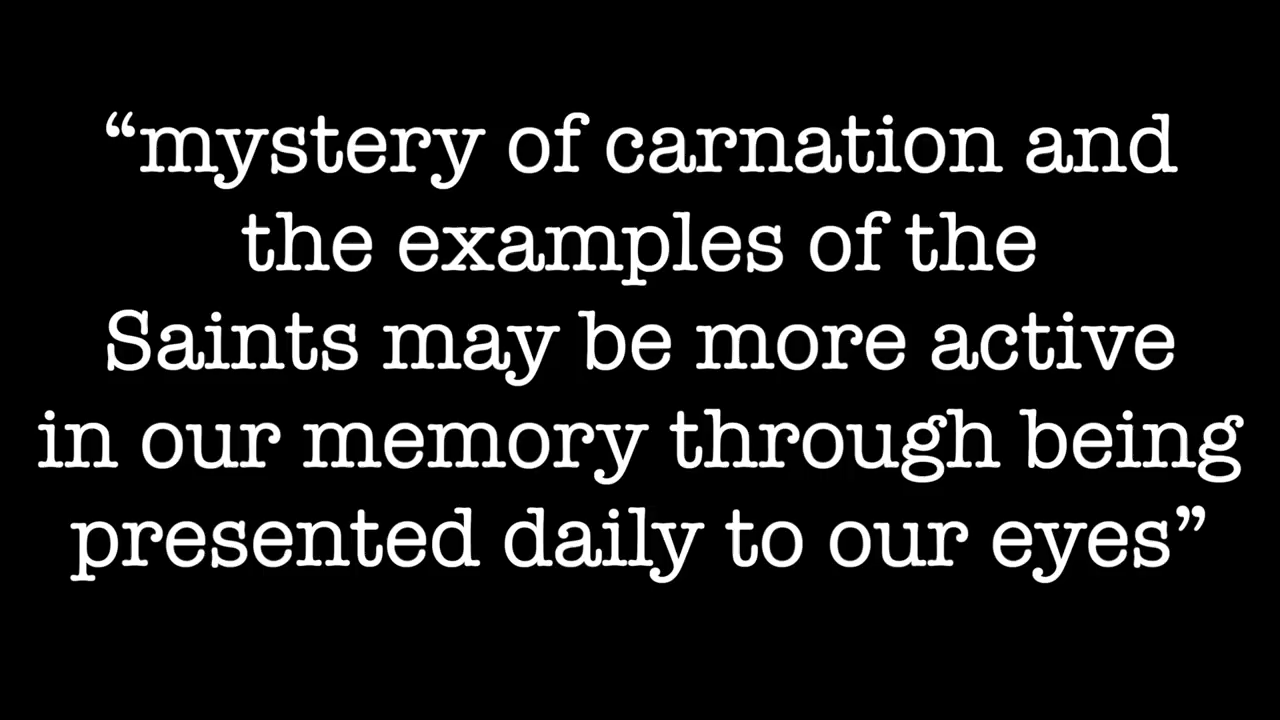 “mystery of carnation and
the examples of the
Saints may be more active
in our memory through being
presented daily to our eyes”